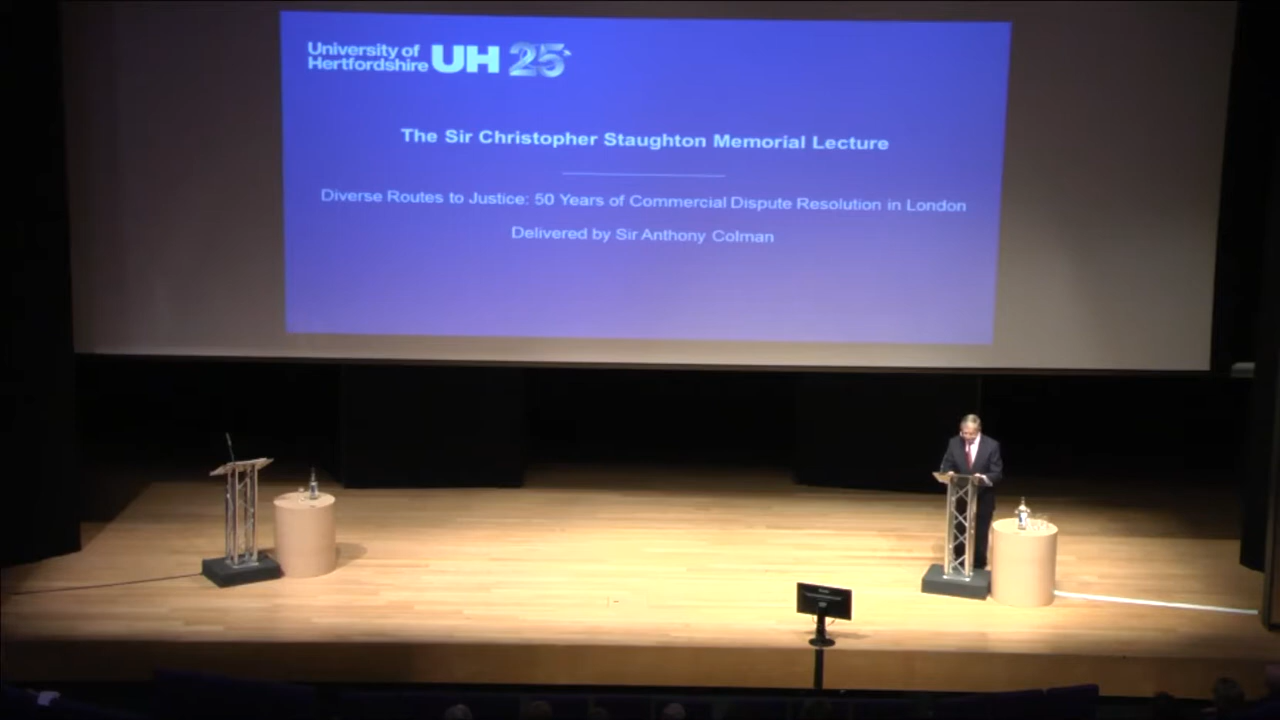 University of
Hertfordshire UH 25
The Sir Christopher Staughton Memorial Lecture
Diverse Routes to Justice: 50 Years of Commercial Dispute Resolution in London
Delivered by Sir Anthony Colman